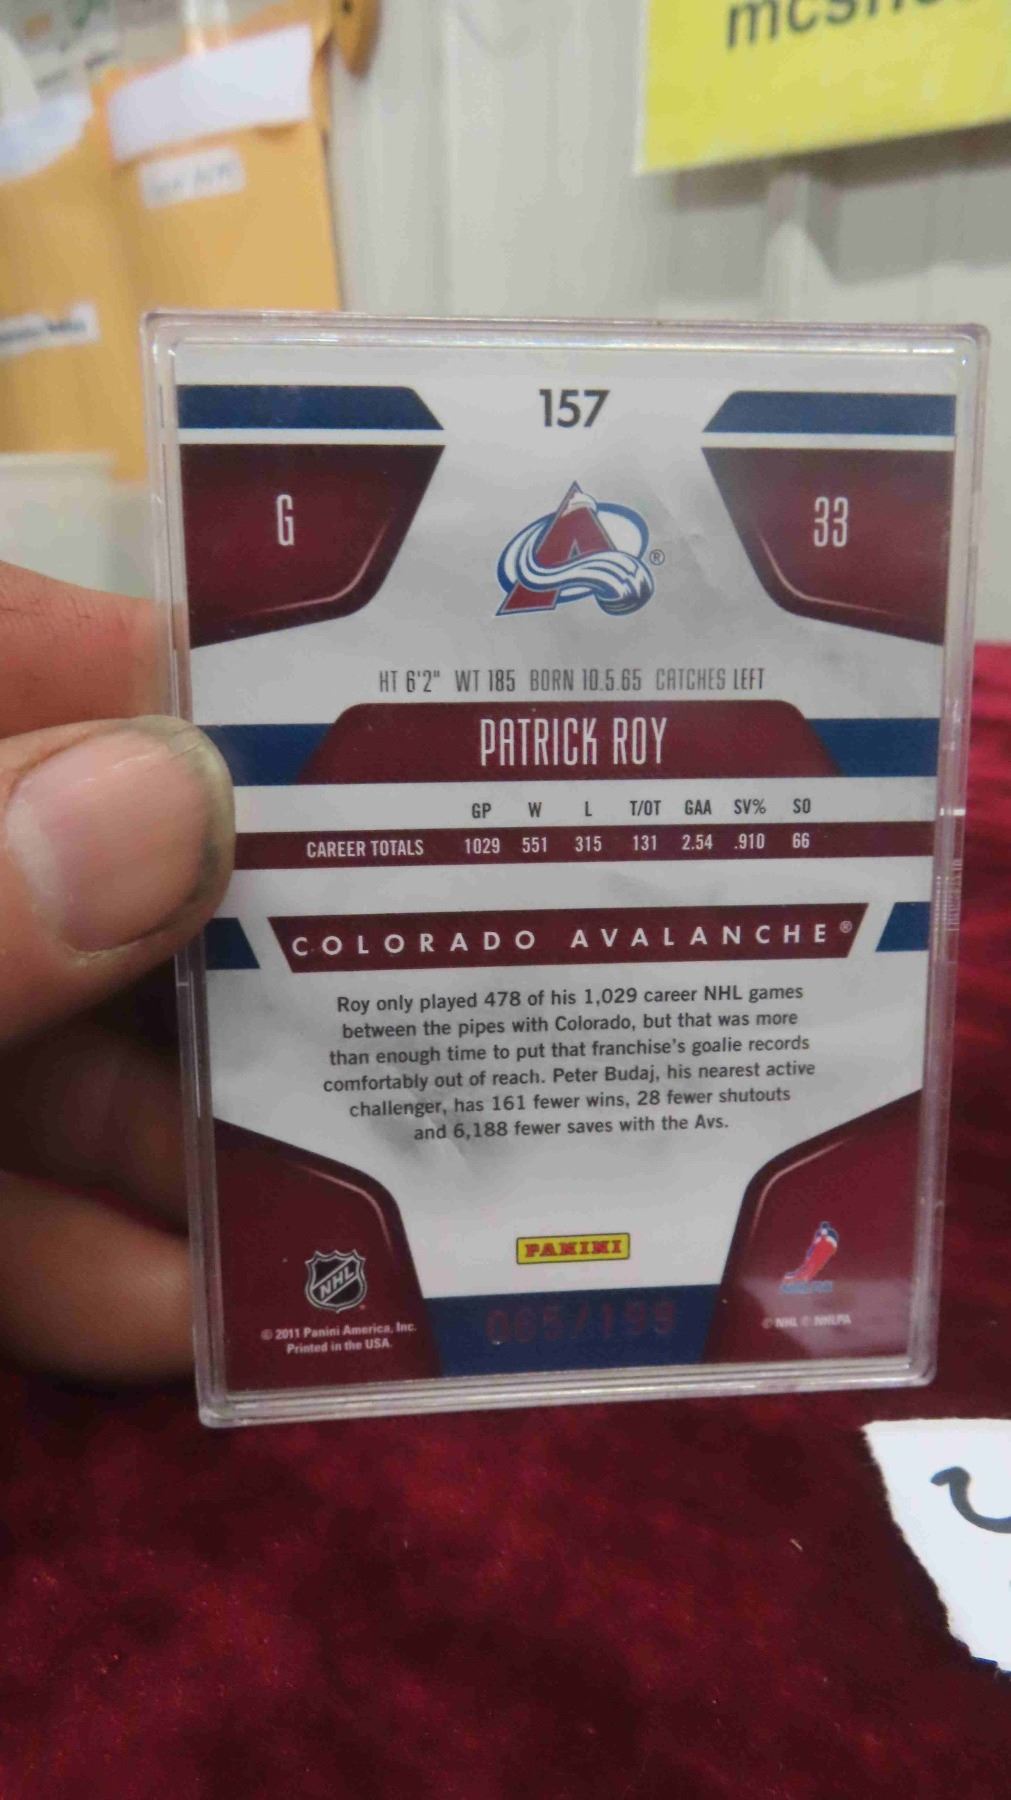 157
G
33
®
HT 6'2" WT 185 BORN 10.5.65 CATCHES LEFT
PATRICK ROY
GP W L T/OT GAA SV% SO
CAREER TOTALS 1029 551 315 131 2.54 .910 66
COLORADO AVALANCHE®
Roy only played 478 of his 1,029 career NHL games
between the pipes with Colorado, but that was more
than enough time to put that franchise's goalie records
comfortably out of reach. Peter Budaj, his nearest active
challenger, has 161 fewer wins, 28 fewer shutouts
and 6,188 fewer saves with the Avs.
PANINI
NHL
065/199
© 2011 Panini America, Inc.
Printed in the USA.
© NHL © NHLPA